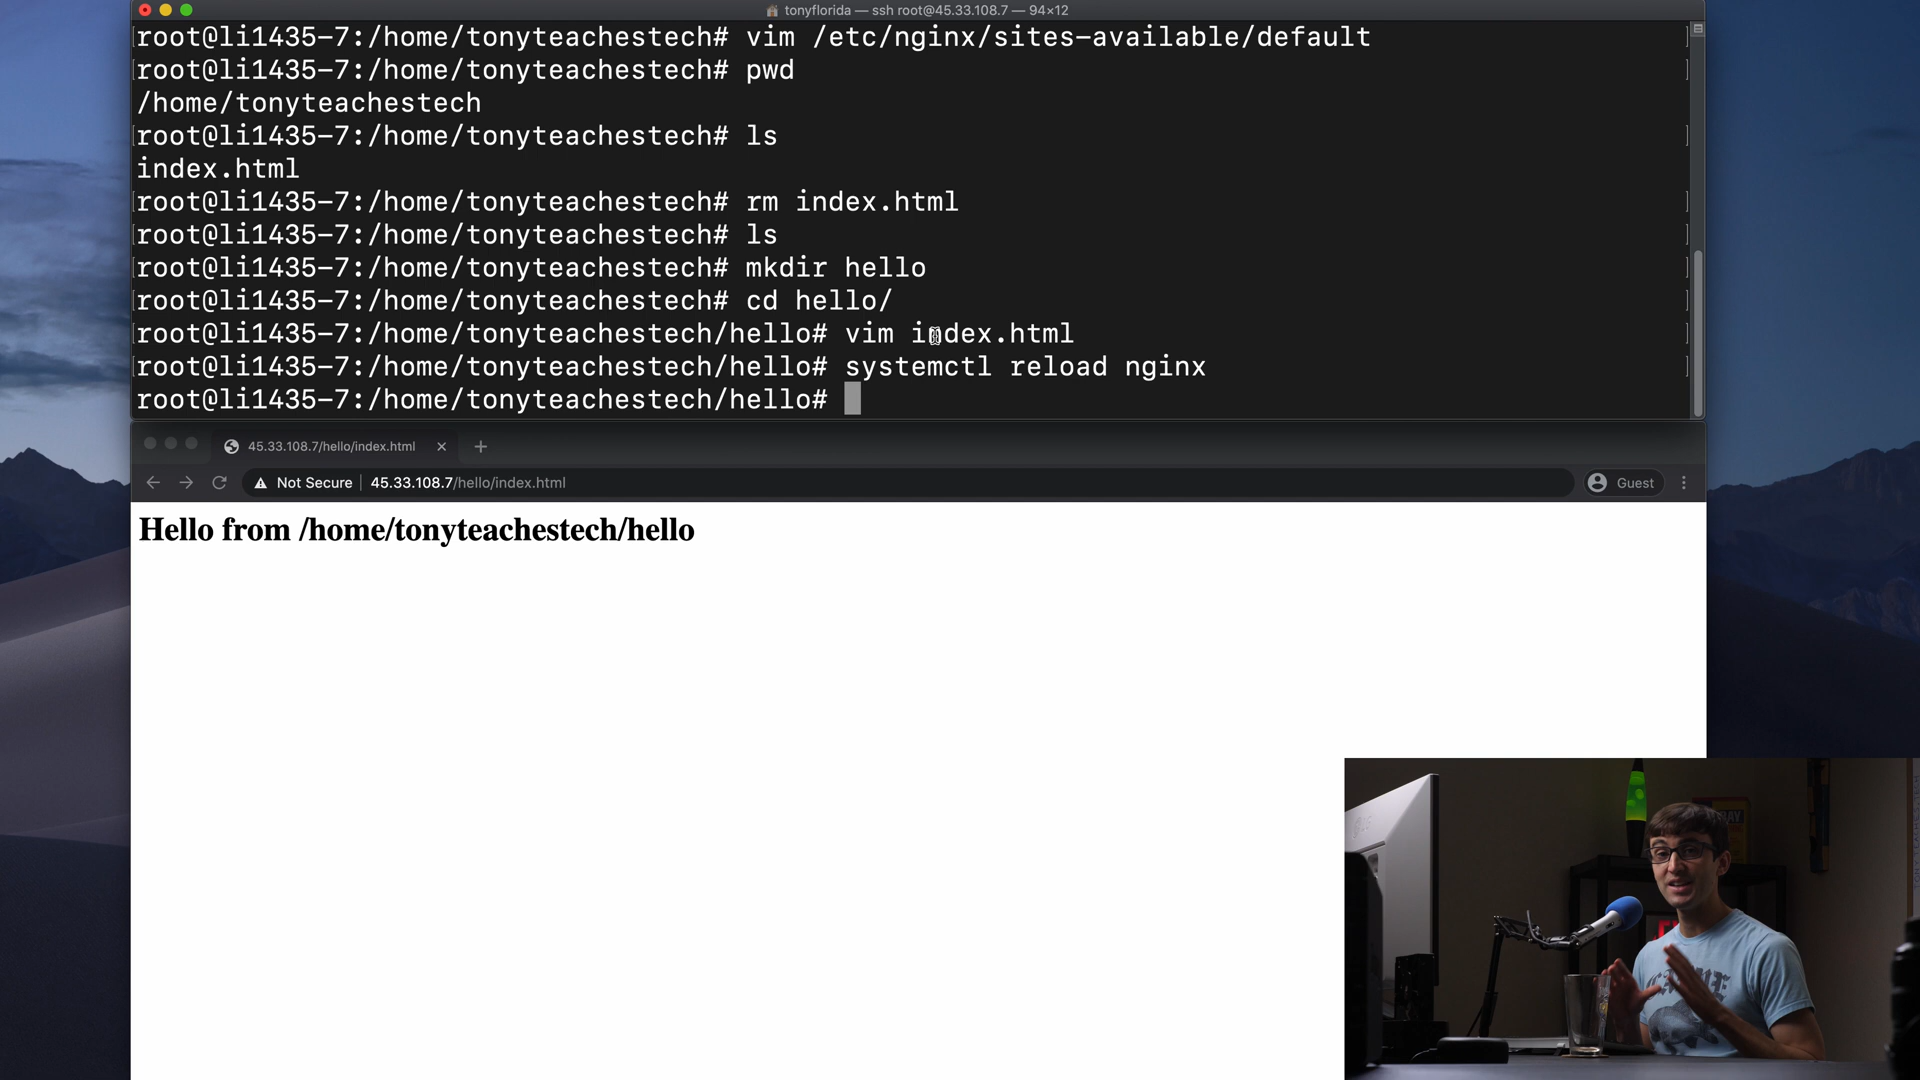 tonyflorida — ssh root@45.33.108.7 — 94×12
[root@li1435-7:/home/tonyteachestech# vim /etc/nginx/sites-available/default ]
[root@li1435-7:/home/tonyteachestech# pwd ]
/home/tonyteachestech
[root@li1435-7:/home/tonyteachestech# ls ]
index.html
[root@li1435-7:/home/tonyteachestech# rm index.html ]
[root@li1435-7:/home/tonyteachestech# ls ]
[root@li1435-7:/home/tonyteachestech# mkdir hello ]
[root@li1435-7:/home/tonyteachestech# cd hello/ ]
[root@li1435-7:/home/tonyteachestech/hello# vim index.html ]
[root@li1435-7:/home/tonyteachestech/hello# systemctl reload nginx ]
root@li1435-7:/home/tonyteachestech/hello#
45.33.108.7/hello/index.html
Not Secure | 45.33.108.7/hello/index.html
Guest
Hello from /home/tonyteachestech/hello